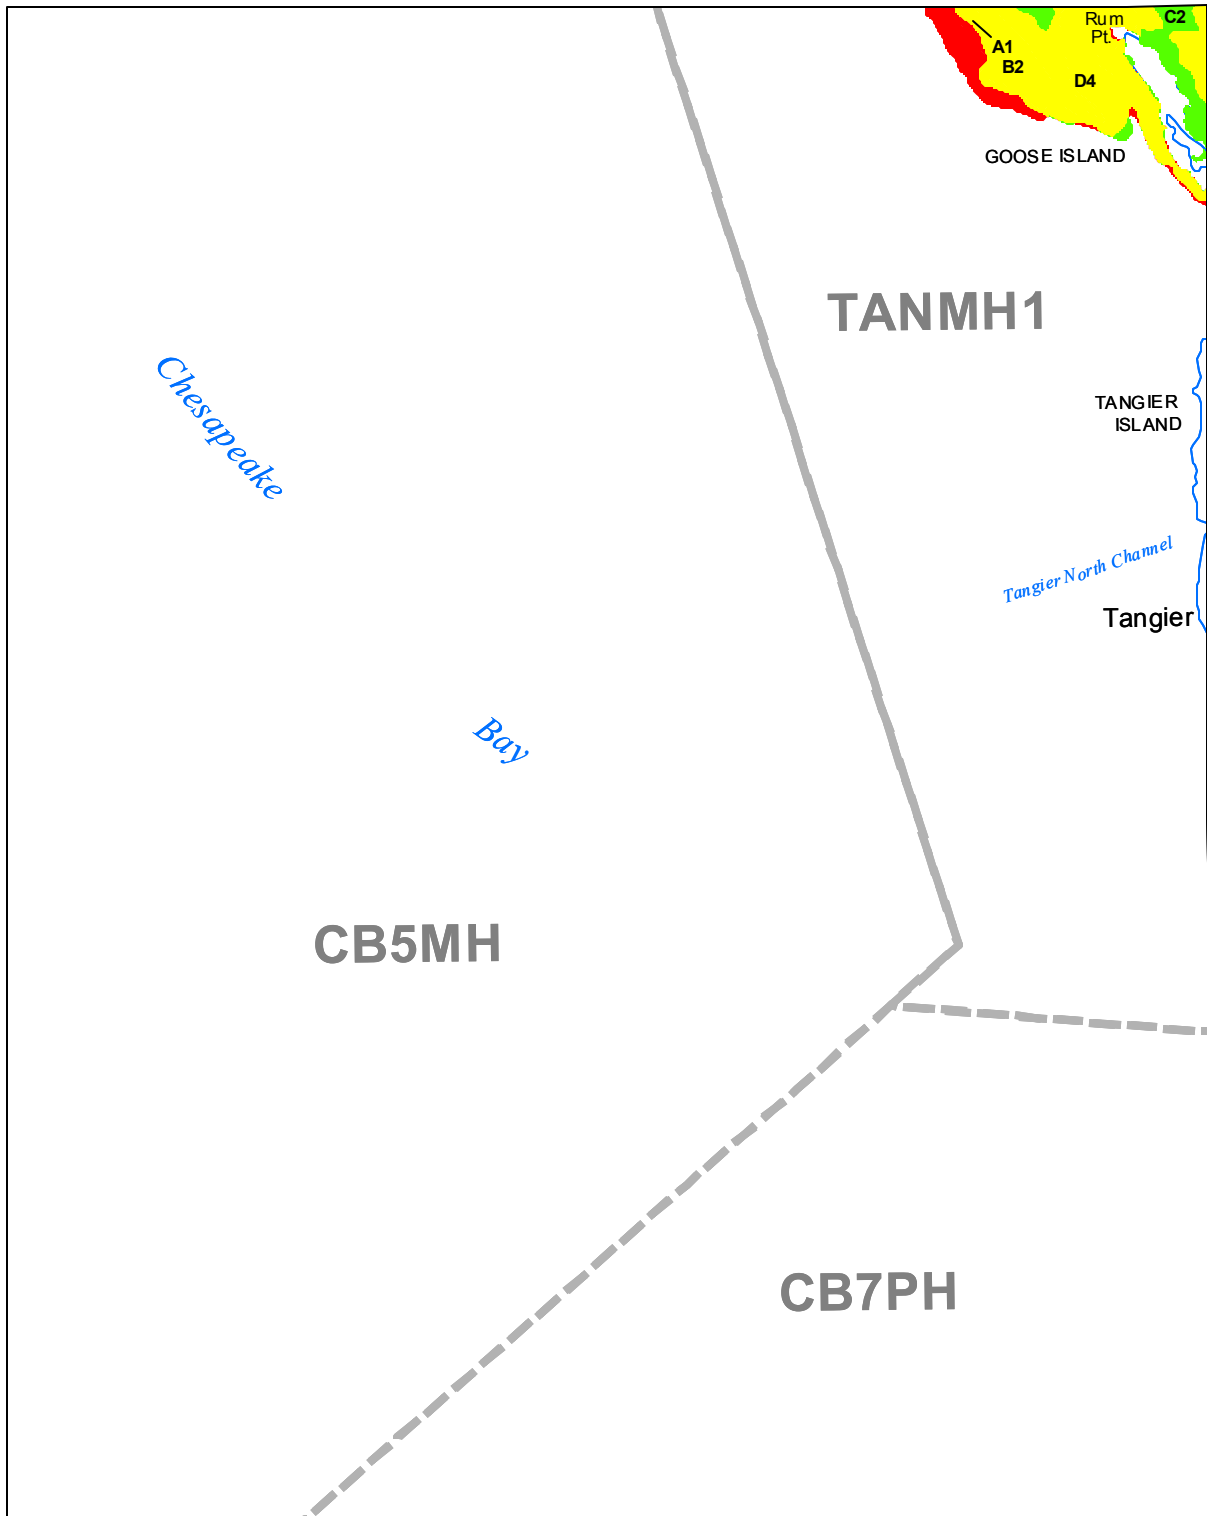 Rum
Pt.
C2
A1
B2
D4
GOOSE ISLAND
TANMH1
Chesapeake
TANGIER
ISLAND
Tangier North Channel
Tangier
Bay
CB5MH
CB7PH